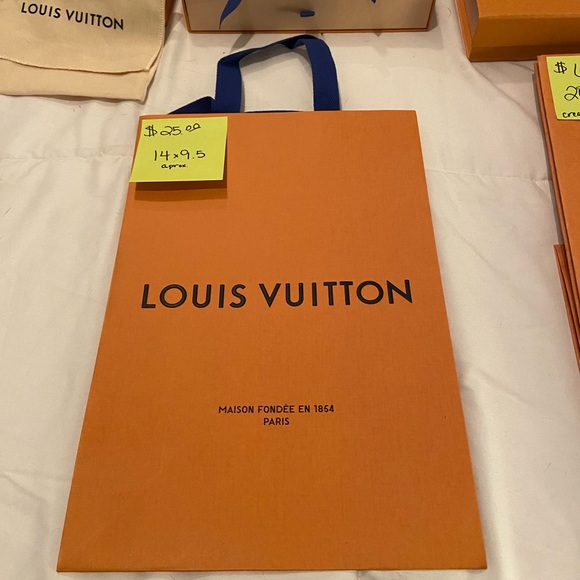 LOUIS VUITTON
$25.00
14x9.5
aprox
$
LOUIS VUITTON
MAISON FONDÉE EN 1854
PARIS